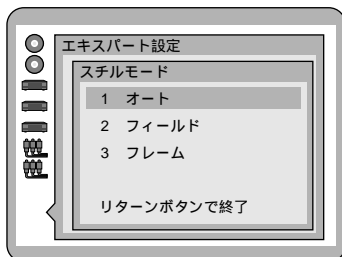 エキスパート設定
スチルモード
1 オート
2 フィールド
3 フレーム
リターンボタンで終了